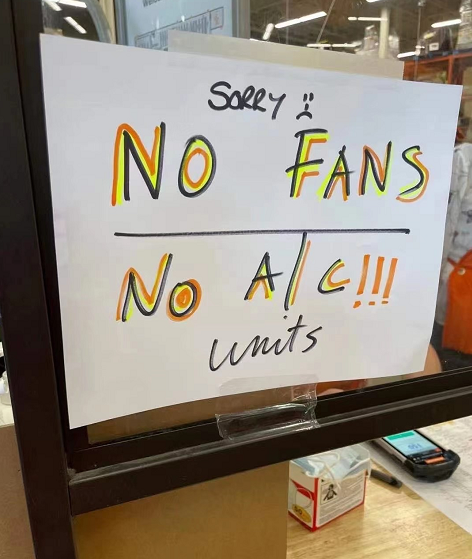 SORRY :(
NO FANS
No A/C!!!
units